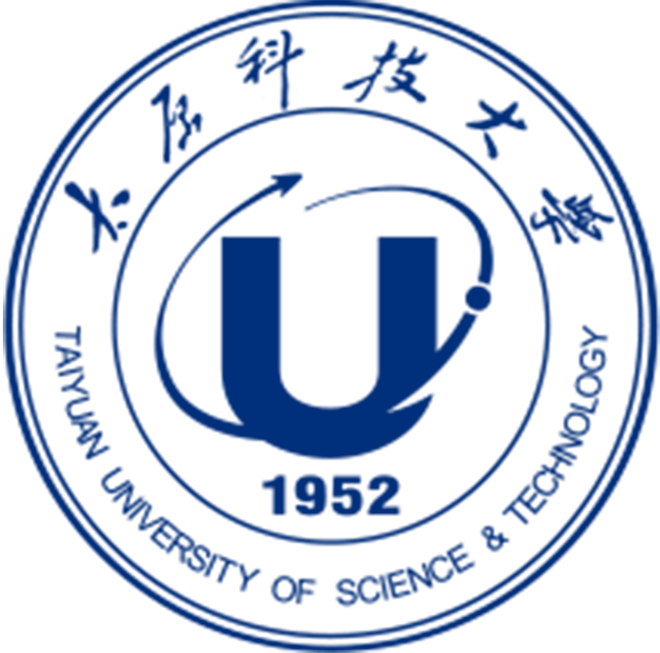 太原科技大学
U
1952
TAIYUAN UNIVERSITY OF SCIENCE & TECHNOLOGY